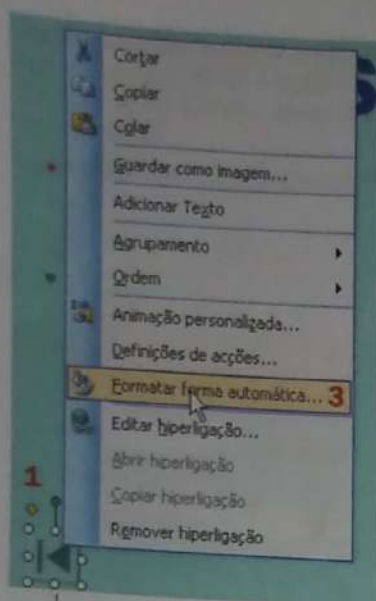 Cortar
Copiar
Colar
Guardar como imagem...
Adicionar Texto
Agrupamento
Ordem
Animação personalizada...
Definições de acções...
Formatar forma automática... 3
Editar hiperligação...
Abrir hiperligação
Copiar hiperligação
Remover hiperligação
1